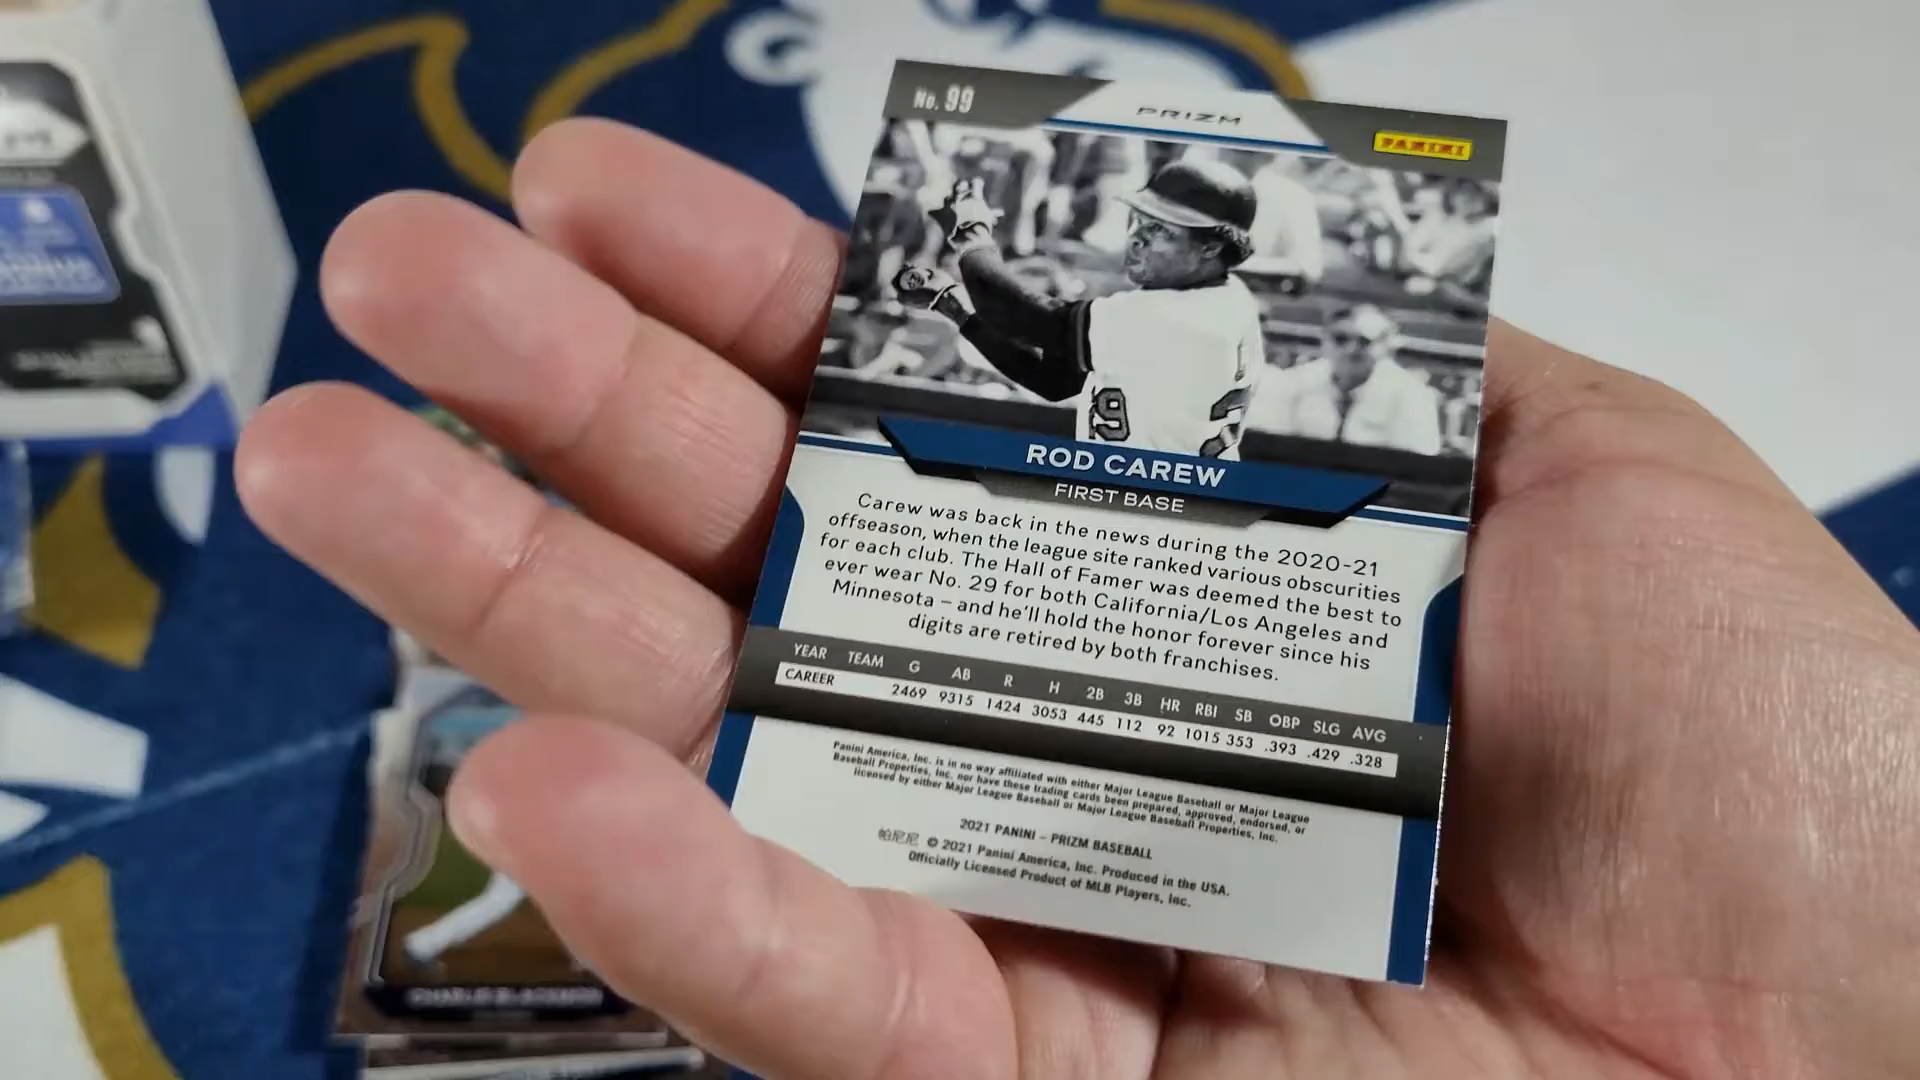 No. 99
PRIZM
PANINI
ROD CAREW
FIRST BASE
Carew was back in the news during the 2020-21
offseason, when the league site ranked various obscurities
for each club. The Hall of Famer was deemed the best to
ever wear No. 29 for both California/Los Angeles and
Minnesota – and he'll hold the honor forever since his
digits are retired by both franchises.
YEAR TEAM G AB R H 2B 3B HR RBI SB OBP SLG AVG
CAREER 2469 9315 1424 3053 445 112 92 1015 353 .393 .429 .328
Panini America, Inc. is in no way affiliated with either Major League Baseball or Major League
Baseball Properties, Inc. nor have these trading cards been prepared, approved, endorsed, or
licensed by either Major League Baseball or Major League Baseball Properties, Inc.
2021 PANINI – PRIZM BASEBALL
帕尼尼 © 2021 Panini America, Inc. Produced in the USA.
Officially Licensed Product of MLB Players, Inc.
CHARLIE BLACKMON